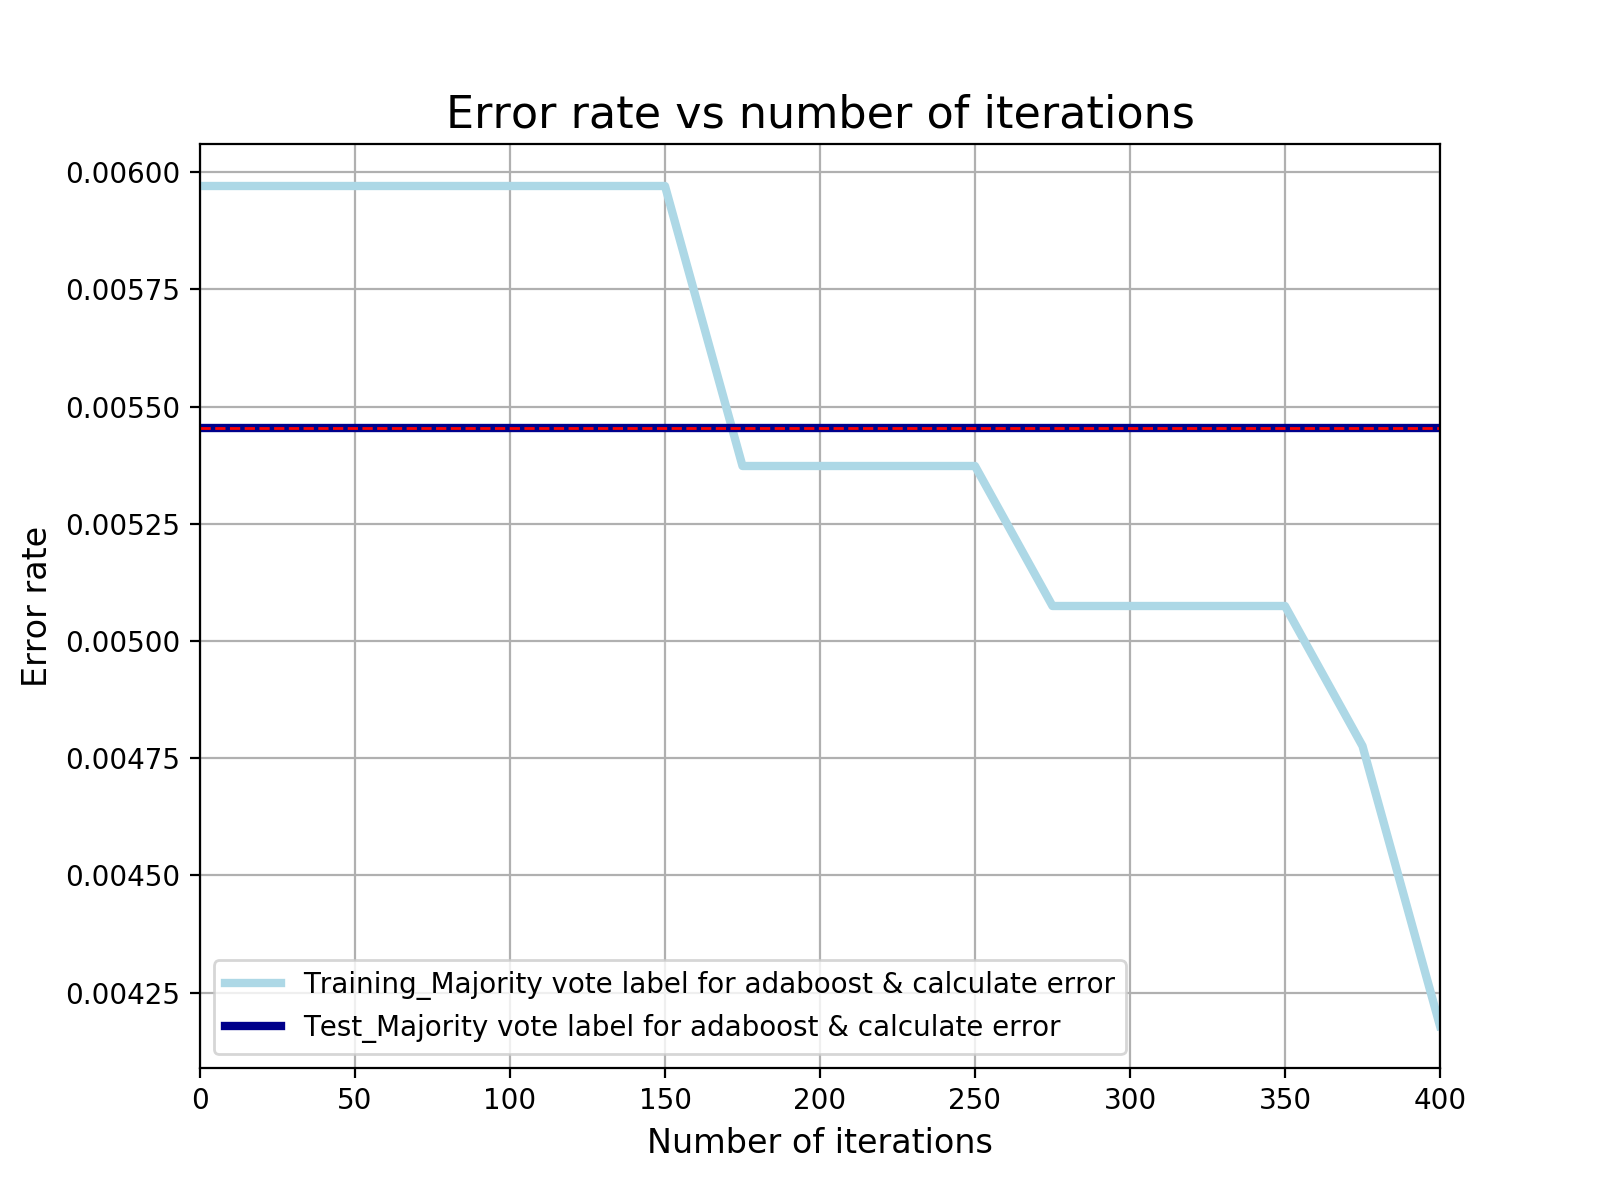 Error rate vs number of iterations
0.00600
0.00575
0.00550
0.00525
0.00500
0.00475
0.00450
0.00425
Error rate
Training_Majority vote label for adaboost & calculate error
Test_Majority vote label for adaboost & calculate error
0 50 100 150 200 250 300 350 400
Number of iterations